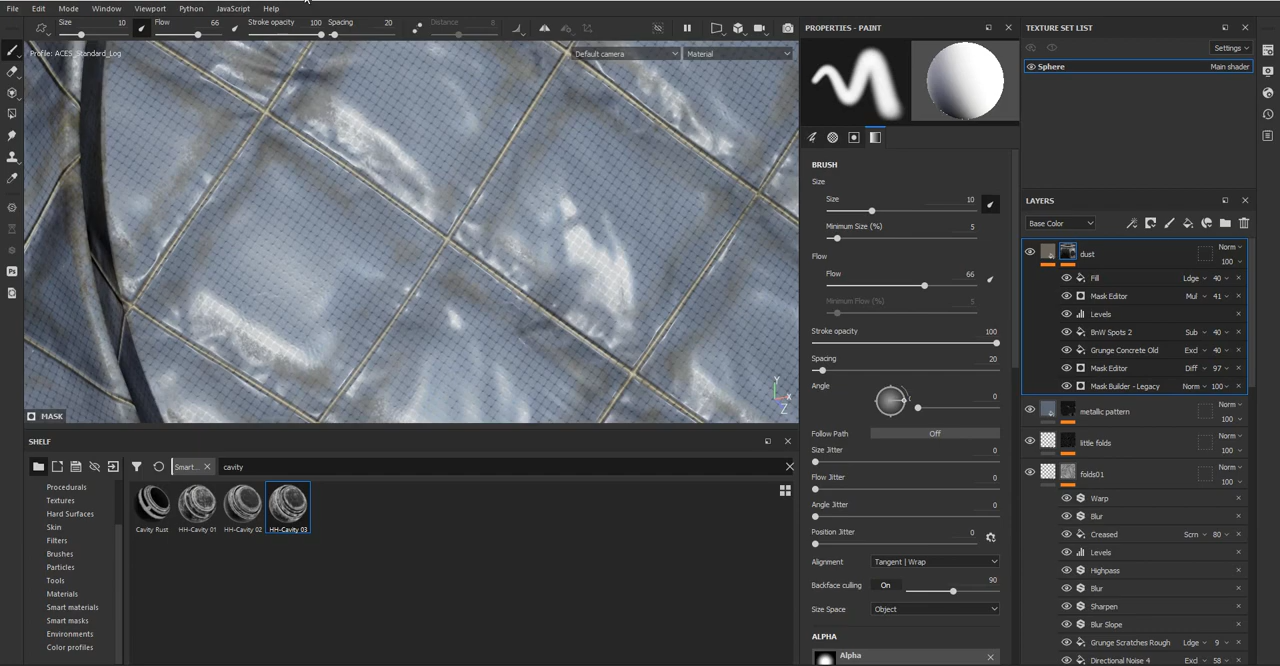 File Edit Mode Window Viewport Python JavaScript Help
Size 10 Flow 66 Stroke opacity 100 Spacing 20 Distance 8
Profile: ACES_Standard_Log
Default camera Material
Y
X
Z
MASK
SHELF
Smart... cavity
Procedurals
Textures
Hard Surfaces
Skin
Filters
Brushes
Particles
Tools
Materials
Smart materials
Smart masks
Environments
Color profiles
Cavity Rust HH-Cavity 01 HH-Cavity 02 HH-Cavity 03
Ps
PROPERTIES - PAINT
BRUSH
Size
Size 10
Minimum Size (%) 5
Flow
Flow 66
Minimum Flow (%) 5
Stroke opacity 100
Spacing 20
Angle
0
Follow Path Off
Size Jitter 0
Flow Jitter 0
Angle Jitter 0
Position Jitter 0
Alignment Tangent | Wrap
Backface culling On 90
Size Space Object
ALPHA
Alpha
TEXTURE SET LIST
Settings
Sphere Main shader
LAYERS
Base Color
dust Norm 100
Fill Ldge 40
Mask Editor Mul 41
Levels
BnW Spots 2 Sub 40
Grunge Concrete Old Excl 40
Mask Editor Diff 97
Mask Builder - Legacy Norm 100
metallic pattern Norm 100
little folds Norm 100
folds01 Norm 100
Warp
Blur
Creased Scrn 80
Levels
Highpass
Blur
Sharpen
Blur Slope
Grunge Scratches Rough Ldge 9
Directional Noise 4 Excl 58